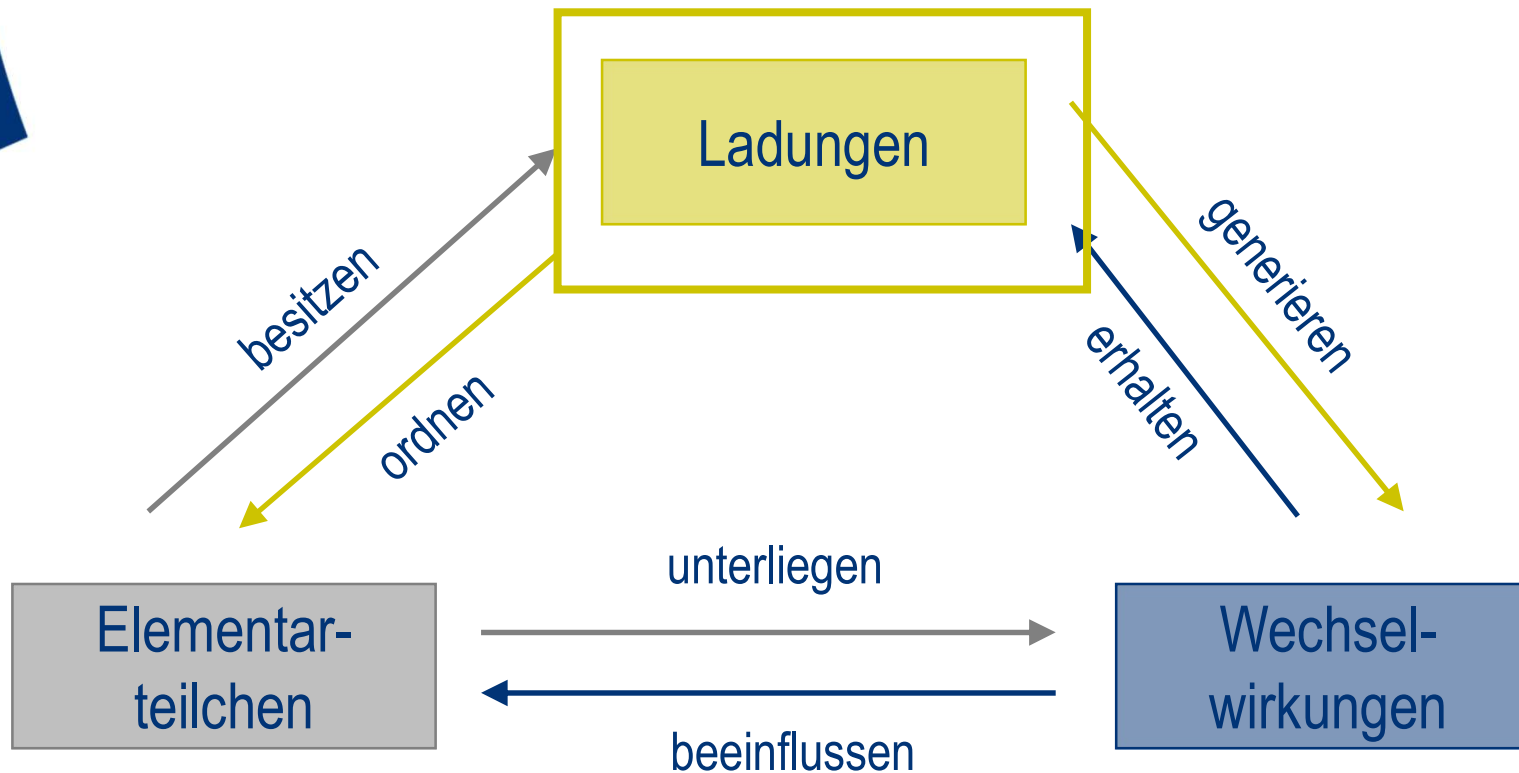 Ladungen
besitzen
ordnen
generieren
erhalten
unterliegen
Elementar-
teilchen
Wechsel-
wirkungen
beeinflussen